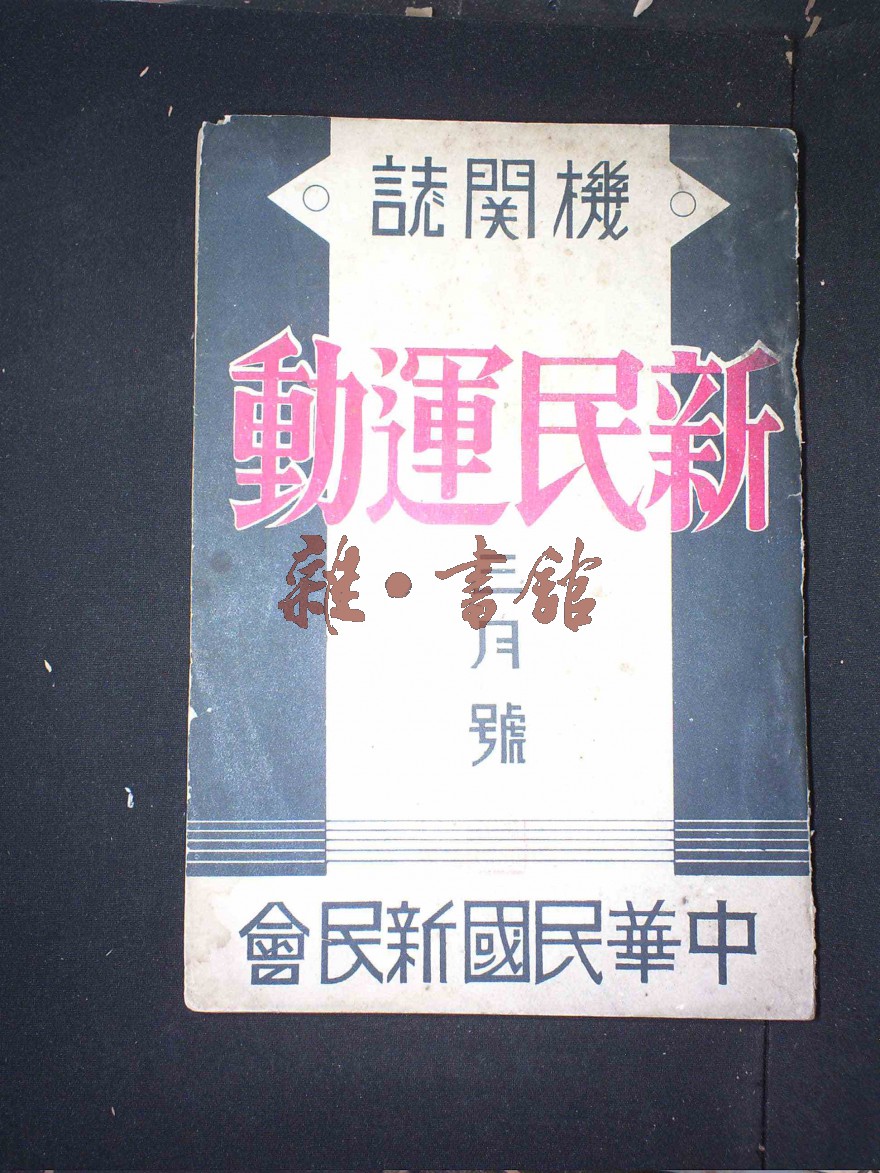 機関誌
新民運動
三月號
雜·書館
中華民國新民會